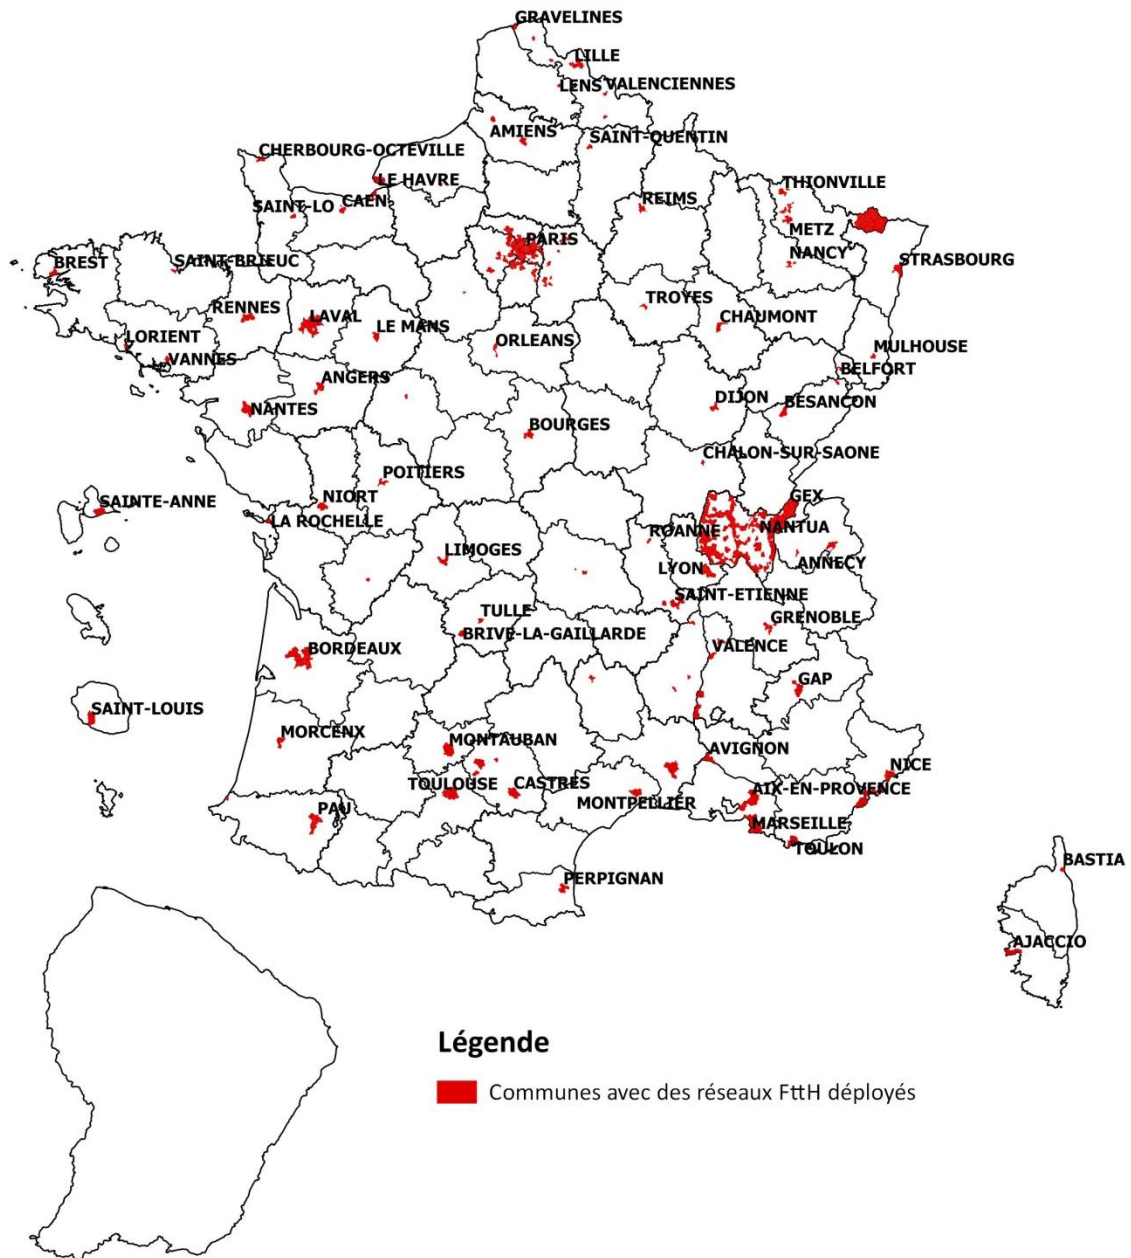 GRAVELINES
LILLE
LENS VALENCIENNES
AMIENS
SAINT-QUENTIN
CHERBOURG-OCTEVILLE
LE HAVRE
THIONVILLE
SAINT-LO
CAEN
REIMS
METZ
PARIS
NANCY
STRASBOURG
BREST
SAINT-BRIEUC
TROYES
RENNES
LAVAL
CHAUMONT
LE MANS
LORIENT
ORLEANS
MULHOUSE
VANNES
BELFORT
ANGERS
DIJON
BESANCON
NANTES
BOURGES
CHALON-SUR-SAONE
POITIERS
SAINTE-ANNE
NIORT
GEX
LA ROCHELLE
ROANNE
NANTUA
LIMOGES
LYON
ANNECY
SAINT-ETIENNE
TULLE
GRENOBLE
BRIVE-LA-GAILLARDE
BORDEAUX
VALENCE
GAP
SAINT-LOUIS
MORCENX
MONTAUBAN
AVIGNON
NICE
TOULOUSE
CASTRES
AIX-EN-PROVENCE
MONTPELLIER
PAU
MARSEILLE
TOULON
BASTIA
PERPIGNAN
AJACCIO
Légende
Communes avec des réseaux FttH déployés